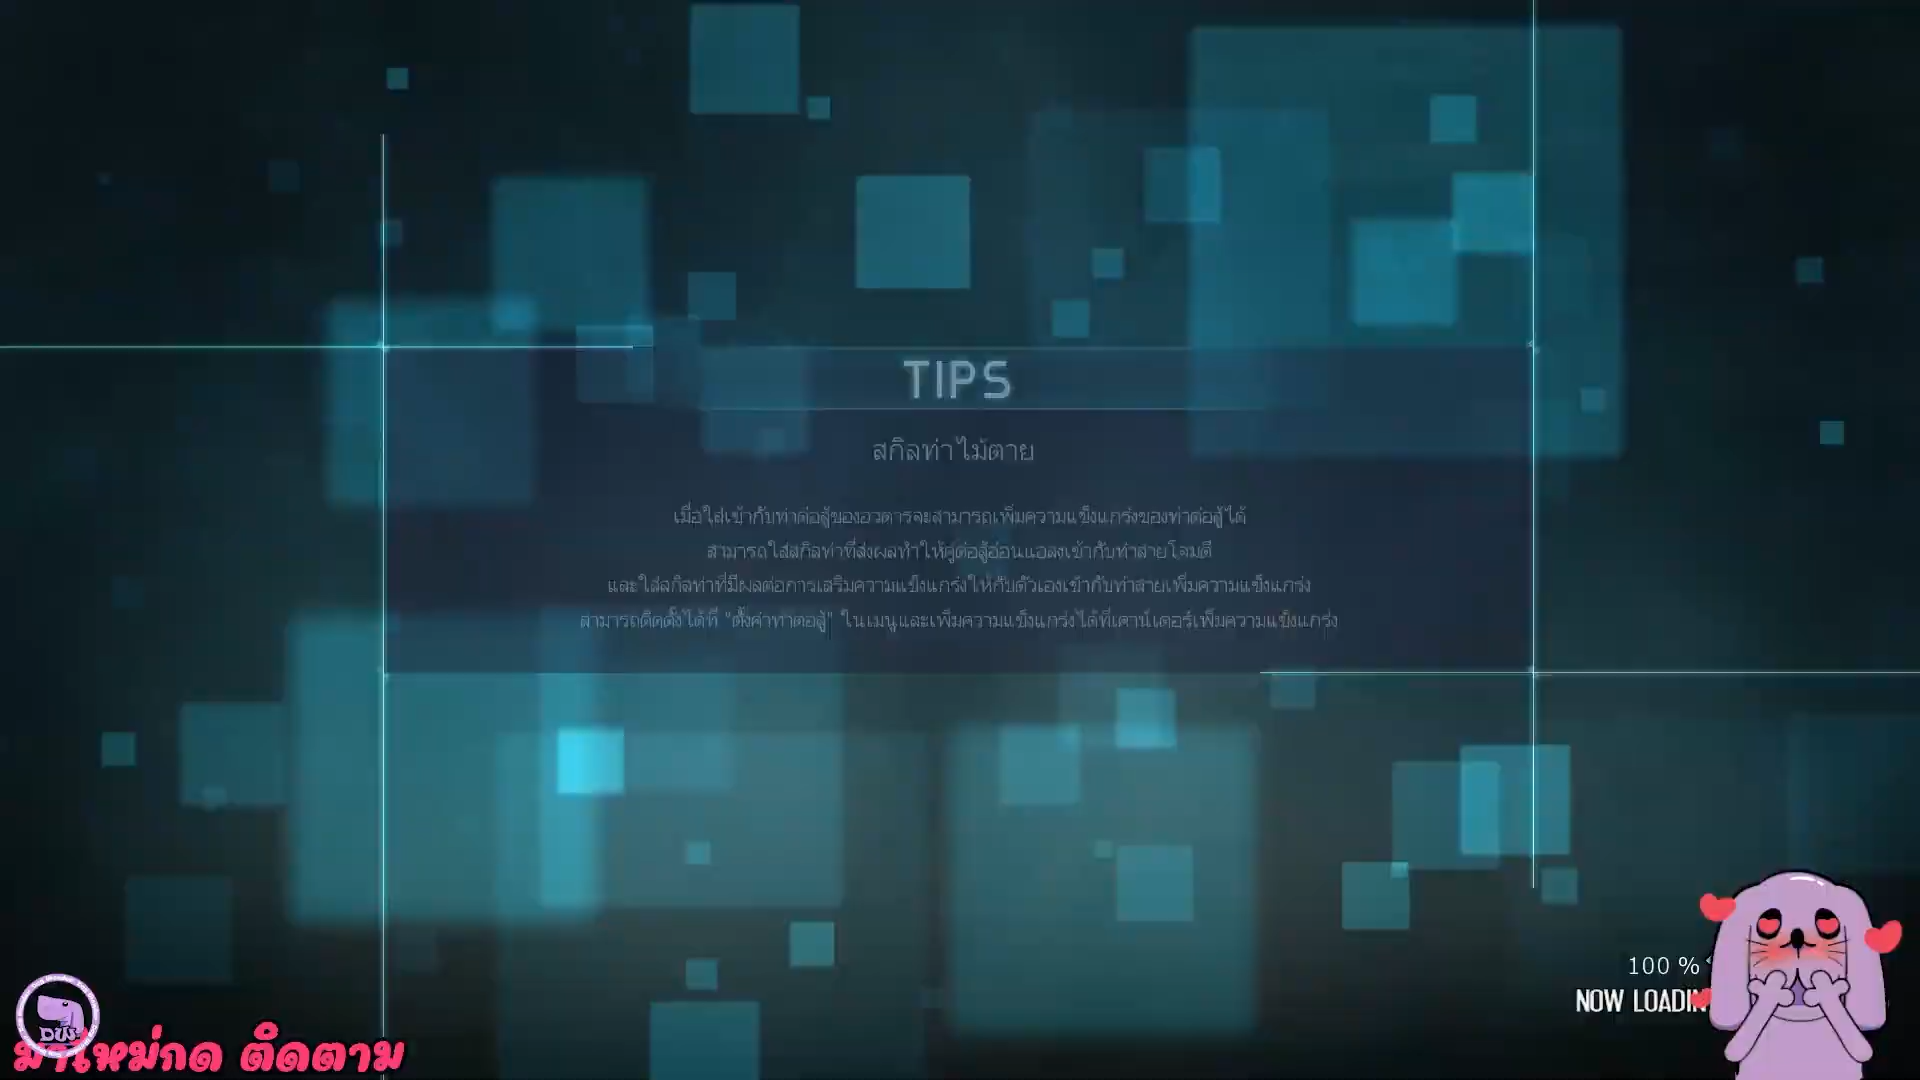 TIPS
สกิลท่าไม้ตาย
เมื่อใส่เข้ากับท่าต่อสู้ของอวตารจะสามารถเพิ่มความแข็งแกร่งของท่าต่อสู้ได้
สามารถใส่สกิลท่าที่ส่งผลทำให้คู่ต่อสู้อ่อนแอลงเข้ากับท่าสายโจมตี
และใส่สกิลท่าที่มีผลต่อการเสริมความแข็งแกร่งให้กับตัวเองเข้ากับท่าสายเพิ่มความแข็งแกร่ง
สามารถติดตั้งได้ที่ "ตั้งค่าท่าต่อสู้" ในเมนูและเพิ่มความแข็งแกร่งได้ที่เคาน์เตอร์เพิ่มความแข็งแกร่ง
100 %
NOW LOADIN
DW
มาใหม่กด ติดตาม